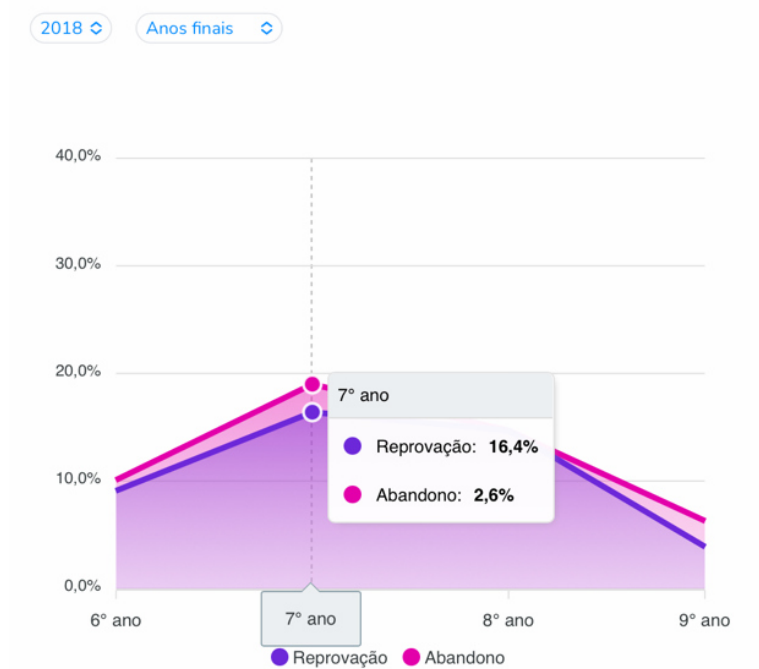 2018 Anos finais
40,0%
30,0%
20,0%
7° ano
Reprovação: 16,4%
10,0%
Abandono: 2,6%
0,0%
6° ano 7° ano 8° ano 9° ano
Reprovação Abandono